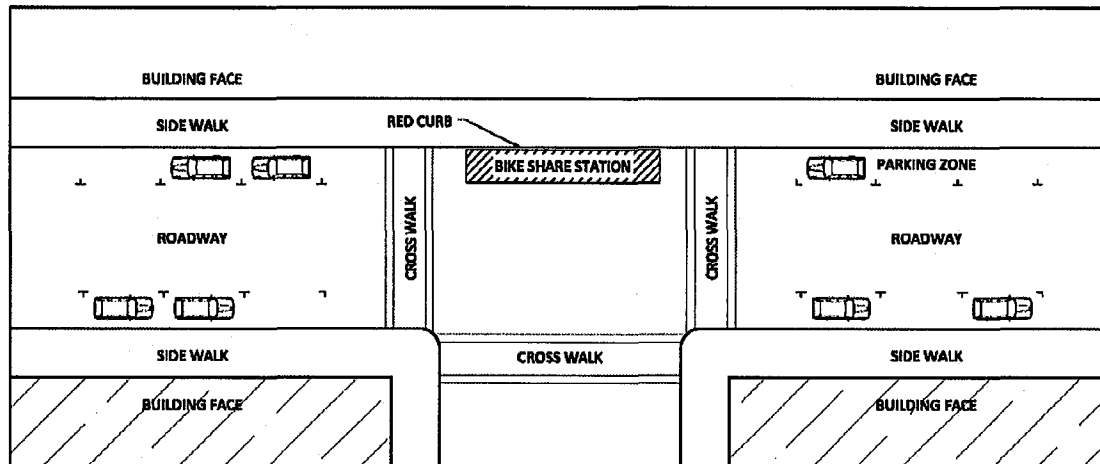 BUILDING FACE
BUILDING FACE
SIDE WALK
RED CURB
SIDE WALK
BIKE SHARE STATION
PARKING ZONE
ROADWAY
CROSS WALK
CROSS WALK
ROADWAY
SIDE WALK
CROSS WALK
SIDE WALK
BUILDING FACE
BUILDING FACE